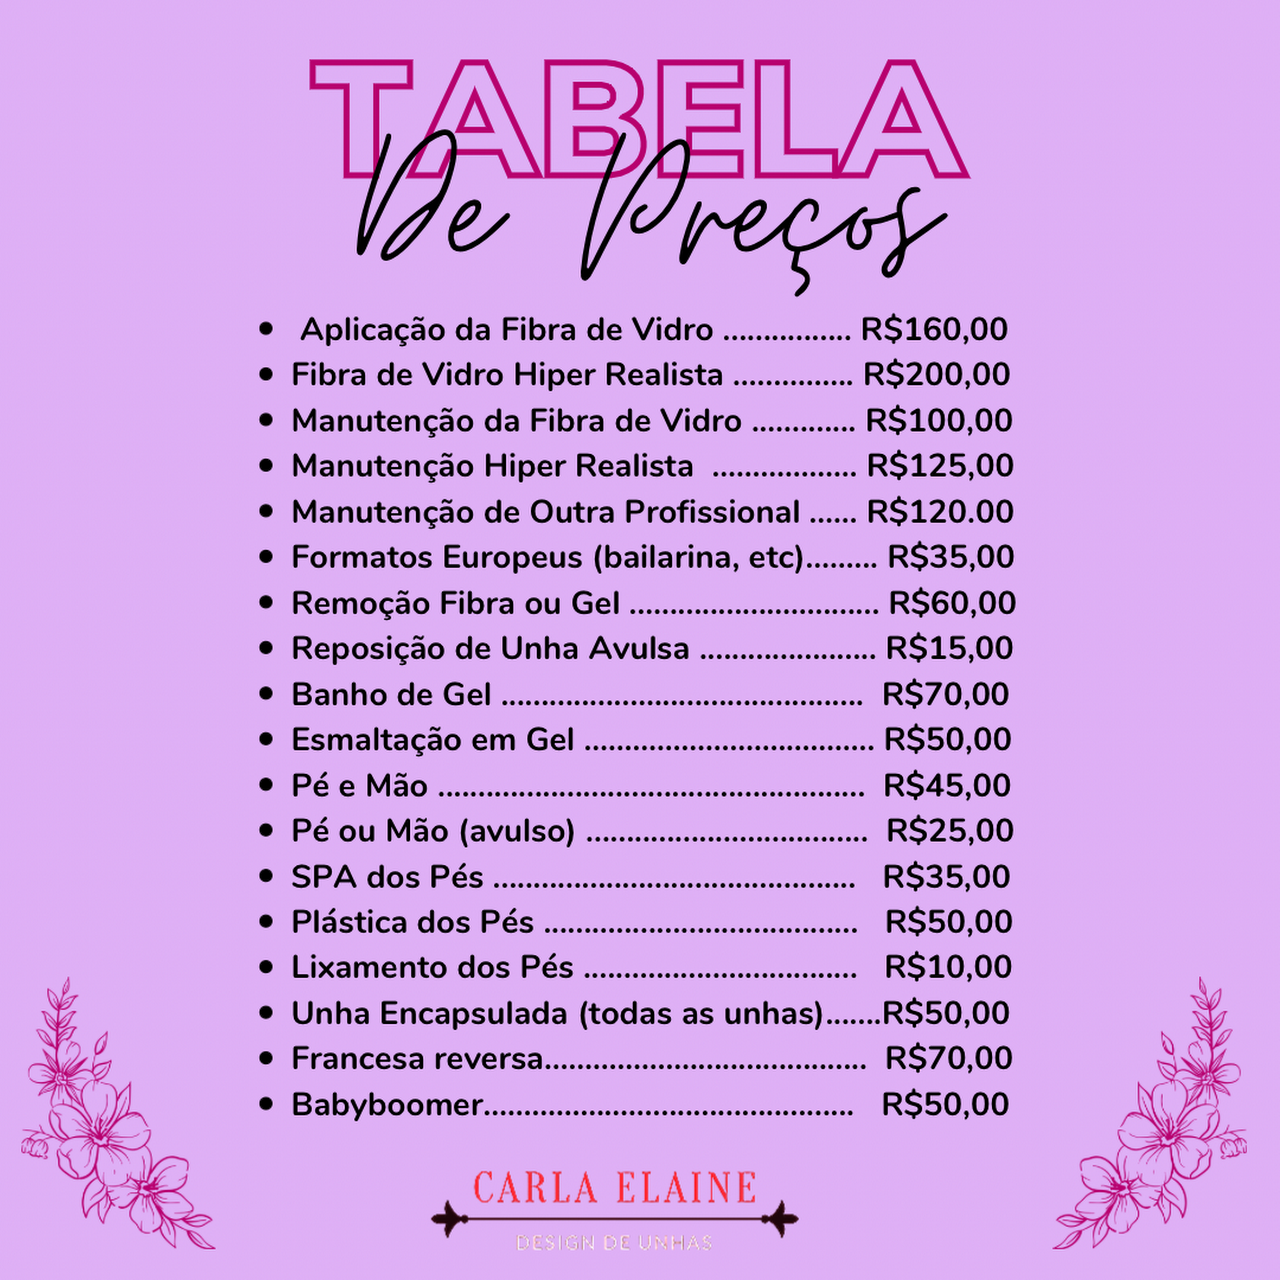 TABELA
De Preços
• Aplicação da Fibra de Vidro ................ R$160,00
• Fibra de Vidro Hiper Realista ............... R$200,00
• Manutenção da Fibra de Vidro ............. R$100,00
• Manutenção Hiper Realista .................. R$125,00
• Manutenção de Outra Profissional ...... R$120.00
• Formatos Europeus (bailarina, etc)......... R$35,00
• Remoção Fibra ou Gel ............................... R$60,00
• Reposição de Unha Avulsa ...................... R$15,00
• Banho de Gel ............................................. R$70,00
• Esmaltação em Gel .................................... R$50,00
• Pé e Mão ..................................................... R$45,00
• Pé ou Mão (avulso) ................................... R$25,00
• SPA dos Pés ............................................. R$35,00
• Plástica dos Pés ....................................... R$50,00
• Lixamento dos Pés .................................. R$10,00
• Unha Encapsulada (todas as unhas).......R$50,00
• Francesa reversa........................................ R$70,00
• Babyboomer.............................................. R$50,00
CARLA ELAINE
DESIGN DE UNHAS